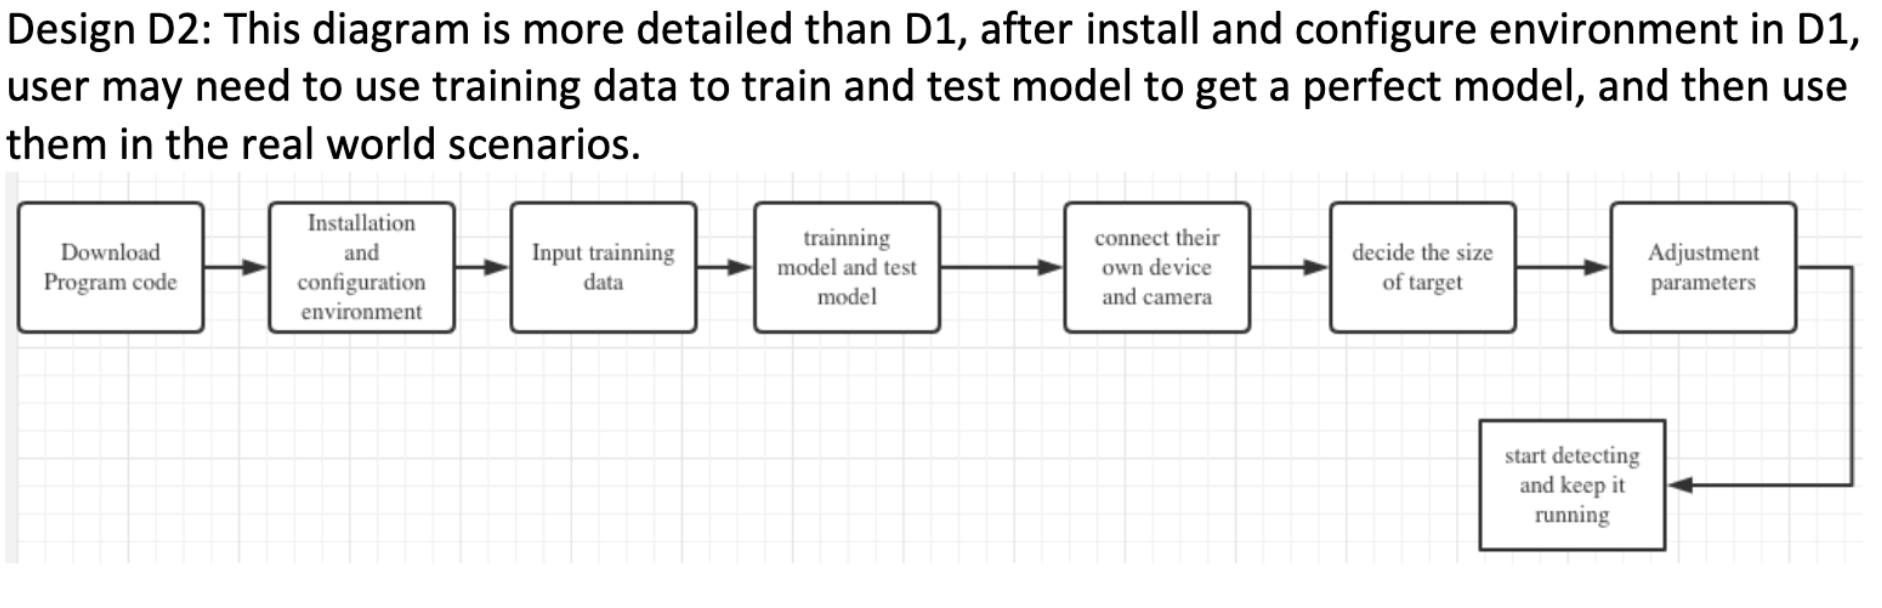 Design D2: This diagram is more detailed than D1, after install and configure environment in D1,
user may need to use training data to train and test model to get a perfect model, and then use
them in the real world scenarios.
Download
Program code
Installation
and
configuration
environment
Input trainning
data
trainning
model and test
model
connect their
own device
and camera
decide the size
of target
Adjustment
parameters
start detecting
and keep it
running